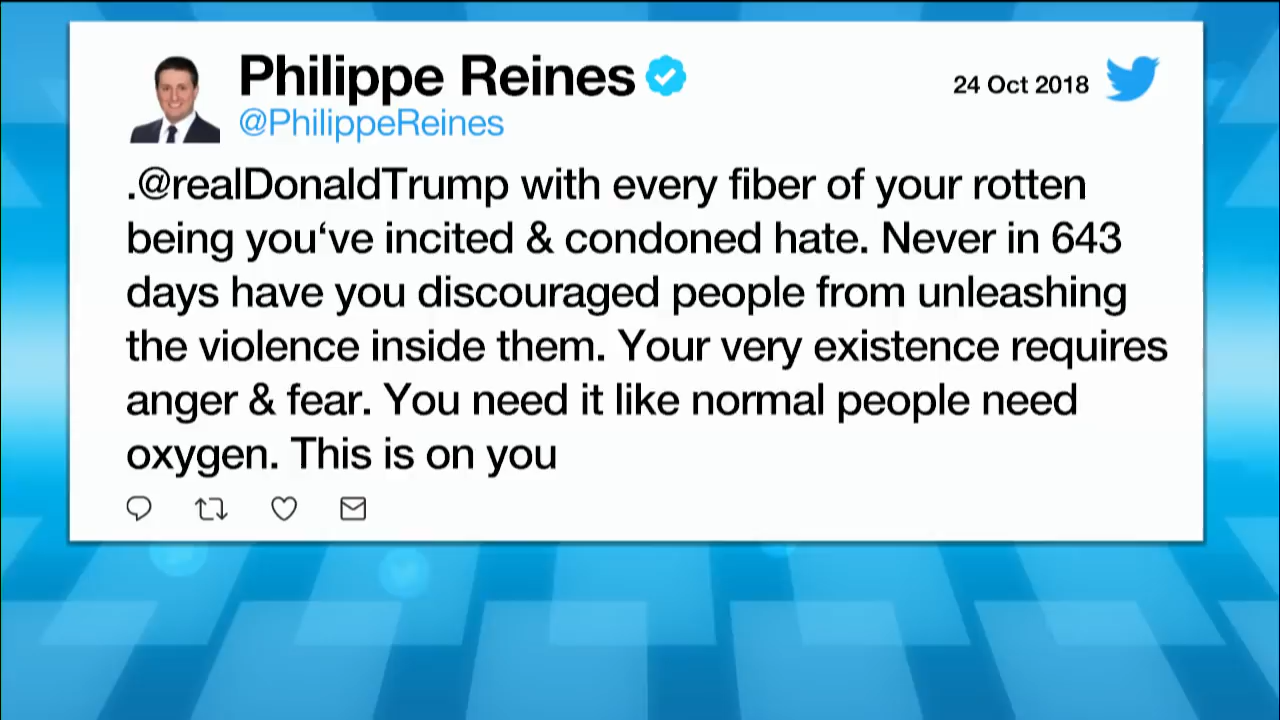 Philippe Reines
24 Oct 2018
@PhilippeReines
.@realDonaldTrump with every fiber of your rotten
being you‘ve incited & condoned hate. Never in 643
days have you discouraged people from unleashing
the violence inside them. Your very existence requires
anger & fear. You need it like normal people need
oxygen. This is on you